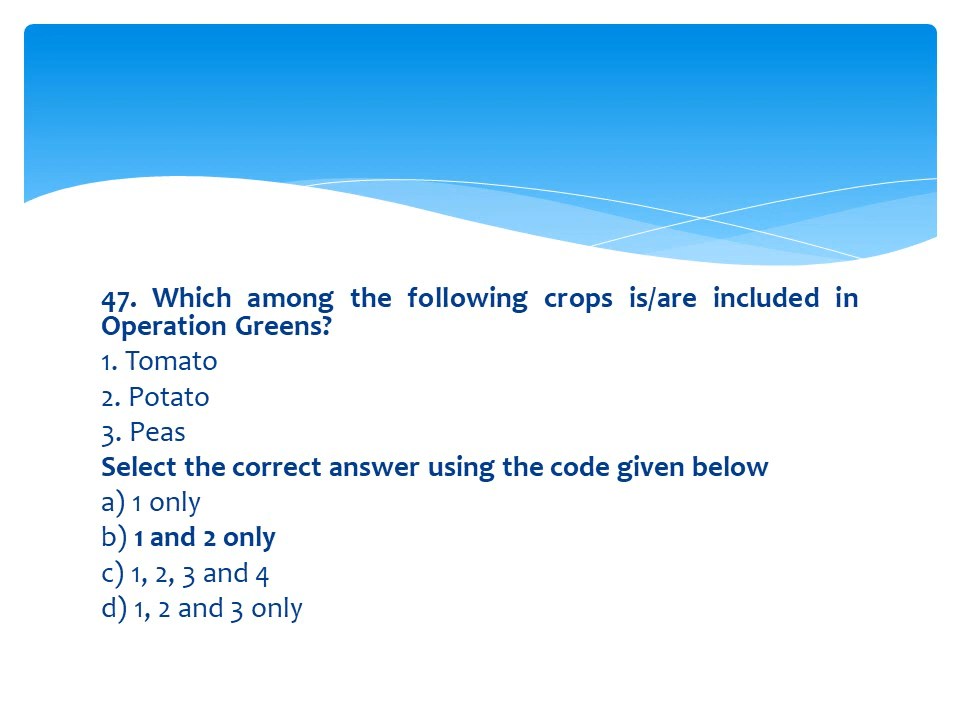 47. Which among the following crops is/are included in
Operation Greens?
1. Tomato
2. Potato
3. Peas
Select the correct answer using the code given below
a) 1 only
b) 1 and 2 only
c) 1, 2, 3 and 4
d) 1, 2 and 3 only